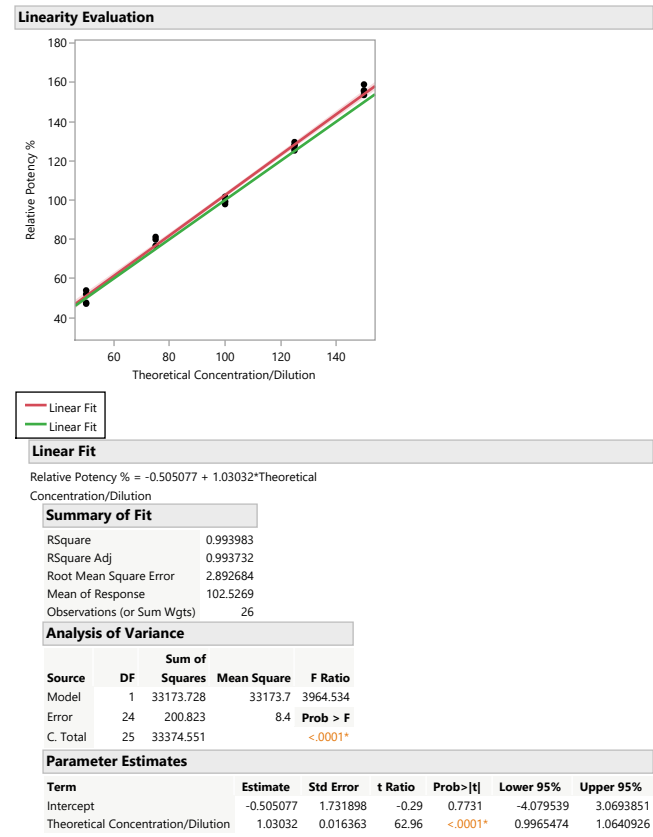 Linearity Evaluation
180
160
140
120
100
80
60
40
Relative Potency %
60 80 100 120 140
Theoretical Concentration/Dilution
Linear Fit
Linear Fit
Linear Fit
Relative Potency % = -0.505077 + 1.03032*Theoretical
Concentration/Dilution
Summary of Fit
RSquare 0.993983
RSquare Adj 0.993732
Root Mean Square Error 2.892684
Mean of Response 102.5269
Observations (or Sum Wgts) 26
Analysis of Variance
Sum of
Source DF Squares Mean Square F Ratio
Model 1 33173.728 33173.7 3964.534
Error 24 200.823 8.4 Prob > F
C. Total 25 33374.551 <.0001*
Parameter Estimates
Term Estimate Std Error t Ratio Prob>|t| Lower 95% Upper 95%
Intercept -0.505077 1.731898 -0.29 0.7731 -4.079539 3.0693851
Theoretical Concentration/Dilution 1.03032 0.016363 62.96 <.0001* 0.9965474 1.0640926